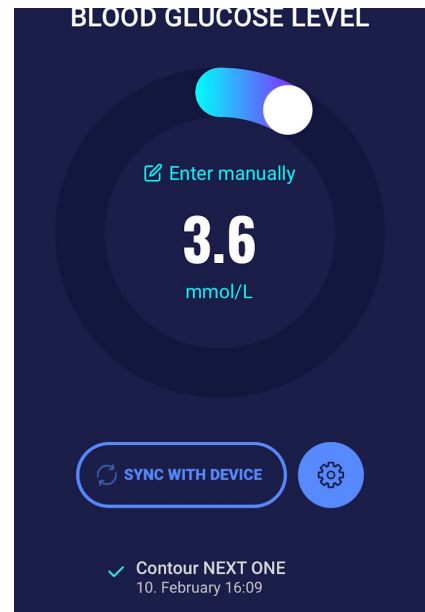 BLOOD GLUCOSE LEVEL
Enter manually
3.6
mmol/L
SYNC WITH DEVICE
Contour NEXT ONE
10. February 16:09